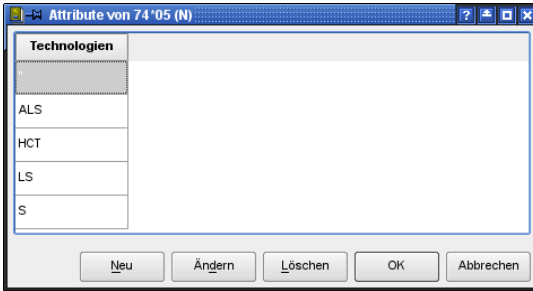 Attribute von 74*05 (N)
Technologien
''
ALS
HCT
LS
S
Neu Ändern Löschen OK Abbrechen